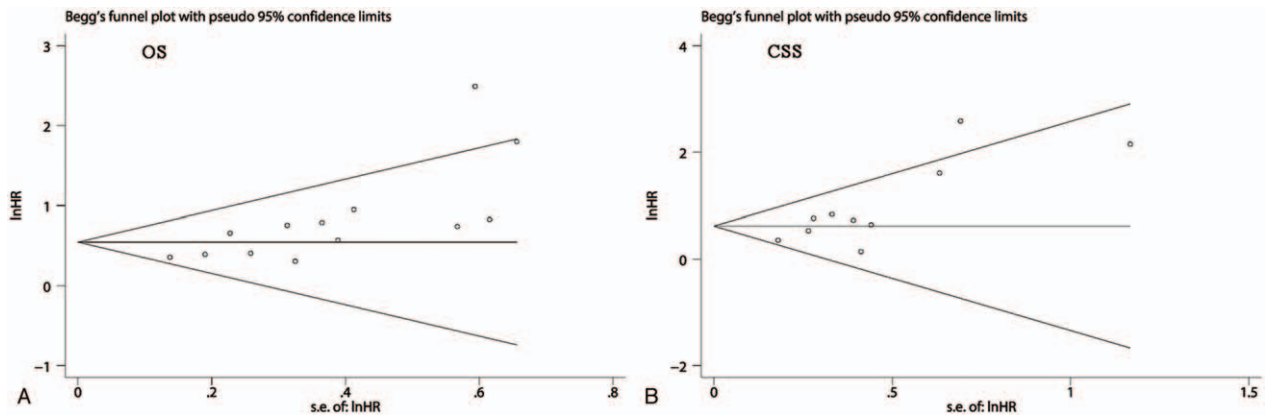 Begg's funnel plot with pseudo 95% confidence limits
OS
3
2
1
0
−1
lnHR
0
.2
.4
.6
.8
s.e. of: lnHR
A
Begg's funnel plot with pseudo 95% confidence limits
CSS
4
2
0
−2
lnHR
0
.5
1
1.5
s.e. of: lnHR
B